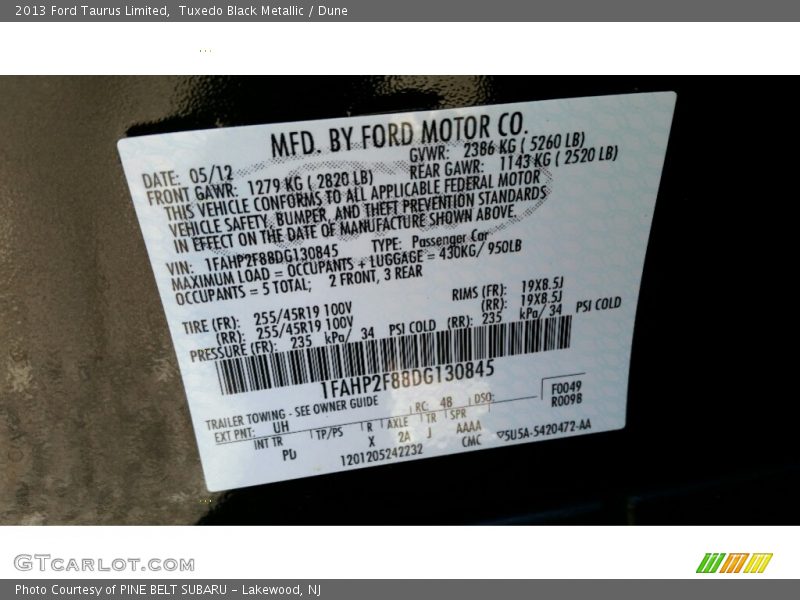 2013 Ford Taurus Limited,  Tuxedo Black Metallic / Dune
MFD. BY FORD MOTOR CO.
DATE: 05/12 GVWR: 2386 KG ( 5260 LB)
FRONT GAWR: 1279 KG ( 2820 LB) REAR GAWR: 1143 KG ( 2520 LB)
THIS VEHICLE CONFORMS TO ALL APPLICABLE FEDERAL MOTOR
VEHICLE SAFETY, BUMPER, AND THEFT PREVENTION STANDARDS
IN EFFECT ON THE DATE OF MANUFACTURE SHOWN ABOVE.
VIN: 1FAHP2F88DG130845 TYPE: Passenger Car
MAXIMUM LOAD = OCCUPANTS + LUGGAGE = 430KG/ 950LB
OCCUPANTS = 5 TOTAL; 2 FRONT, 3 REAR
TIRE (FR): 255/45R19 100V RIMS (FR): 19X8.5J
(RR): 255/45R19 100V (RR): 19X8.5J
PRESSURE (FR): 235 kPa/ 34 PSI COLD (RR): 235 kPa/ 34 PSI COLD
1FAHP2F88DG130845
TRAILER TOWING - SEE OWNER GUIDE F0049
EXT PNT: UH RC: 4B DSO: R0098
INT TR TP/PS R AXLE TR SPR
PU X 2A J AAAA
1201205242232 CMC 5U5A-5420472-AA
GTCARLOT.COM
Photo Courtesy of PINE BELT SUBARU - Lakewood, NJ